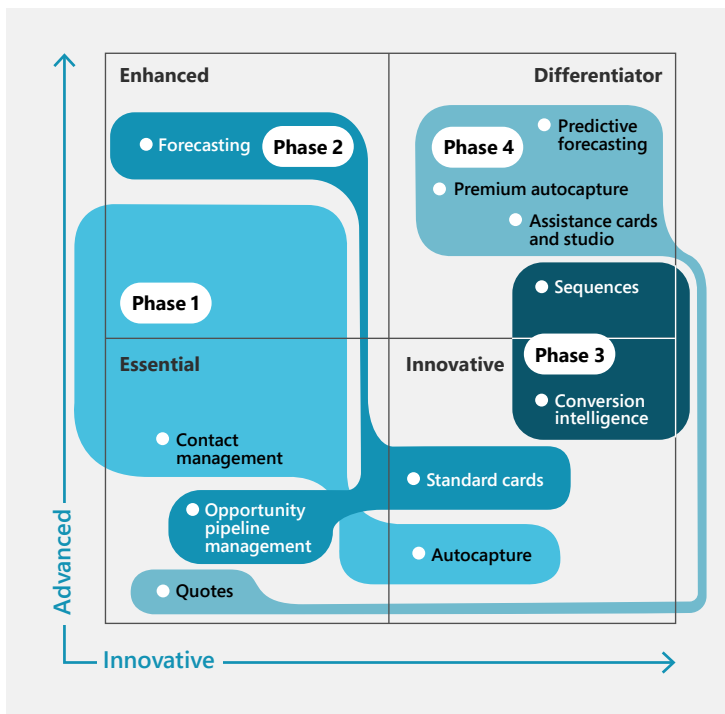 Enhanced
Differentiator
Forecasting
Phase 2
Phase 4
Predictive
forecasting
Premium autocapture
Assistance cards
and studio
Phase 1
Sequences
Essential
Innovative
Phase 3
Conversion
intelligence
Contact
management
Standard cards
Opportunity
pipeline
management
Autocapture
Quotes
Advanced
Innovative